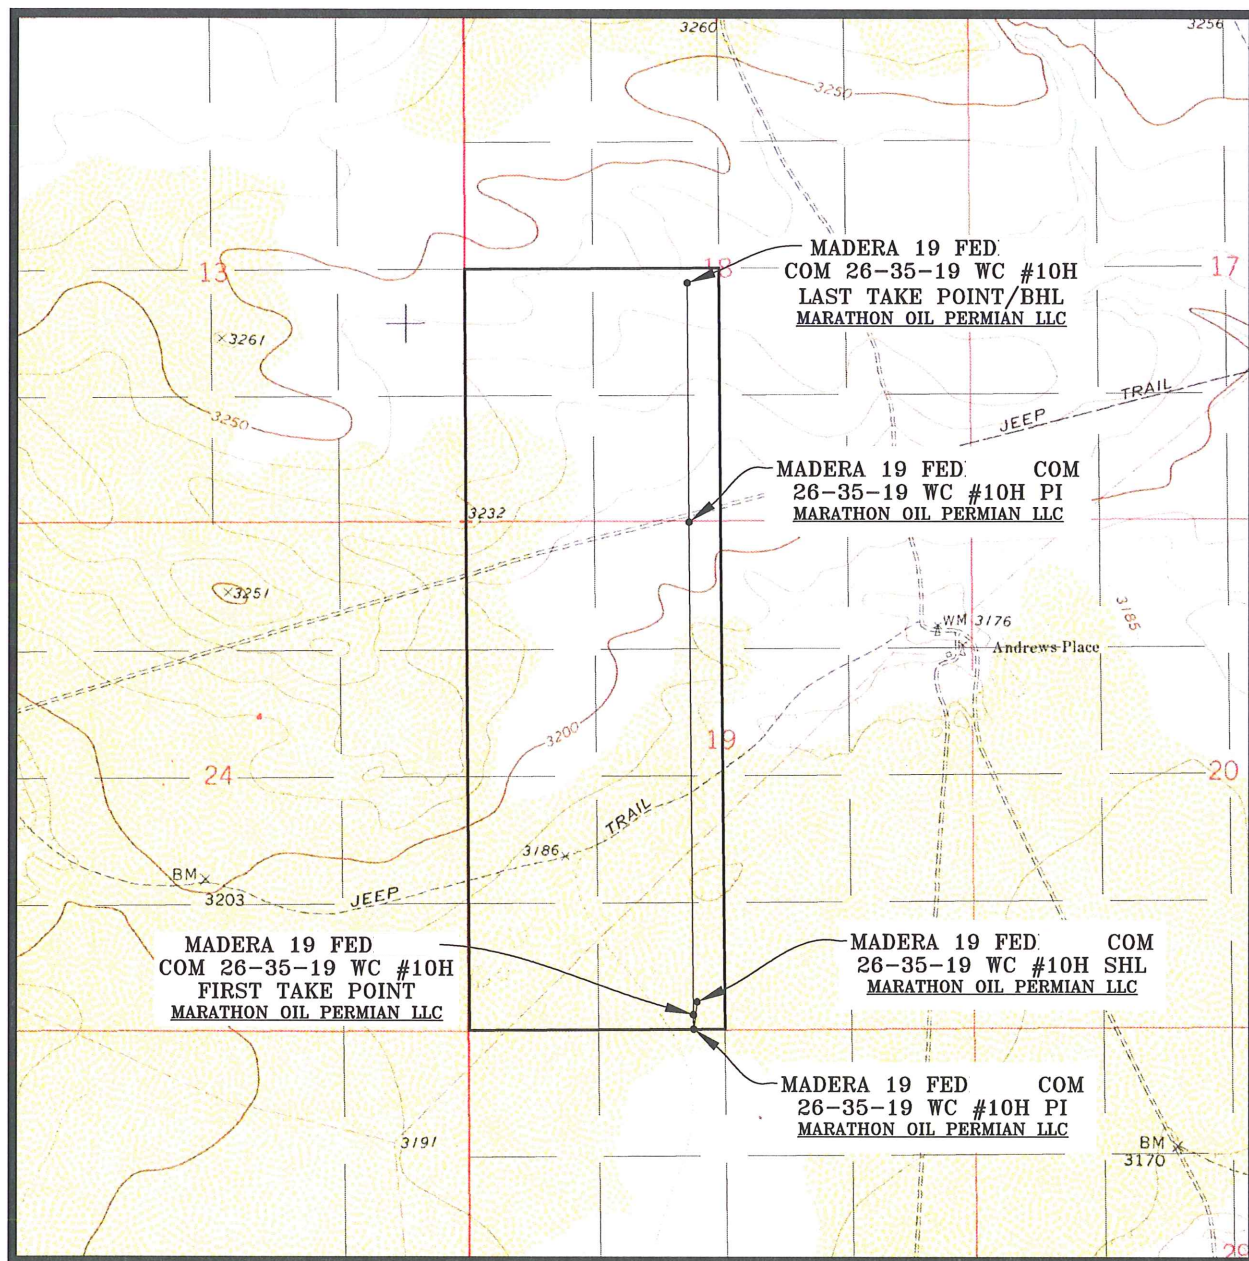 3260
3256
3250
MADERA 19 FED
COM 26-35-19 WC #10H
LAST TAKE POINT/BHL
MARATHON OIL PERMIAN LLC
13
18
17
3261
3250
JEEP TRAIL
MADERA 19 FED COM
26-35-19 WC #10H PI
MARATHON OIL PERMIAN LLC
3232
3251
WM 3176
3185
Andrews Place
3200
19
24
20
TRAIL
3186
BM
JEEP
3203
MADERA 19 FED
COM 26-35-19 WC #10H
FIRST TAKE POINT
MARATHON OIL PERMIAN LLC
MADERA 19 FED COM
26-35-19 WC #10H SHL
MARATHON OIL PERMIAN LLC
MADERA 19 FED COM
26-35-19 WC #10H PI
MARATHON OIL PERMIAN LLC
3191
BM
3170
29